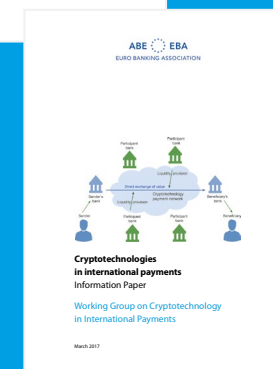 ABE EBA
EURO BANKING ASSOCIATION
Participant
bank
Participant
bank
Liquidity provision
Direct exchange of value
Cryptotechnology
payment network
Sender's
bank
Liquidity provision
Beneficiary's
bank
Sender
Participant
bank
Participant
bank
Beneficiary
Cryptotechnologies
in international payments
Information Paper
Working Group on Cryptotechnology
in International Payments
March 2017